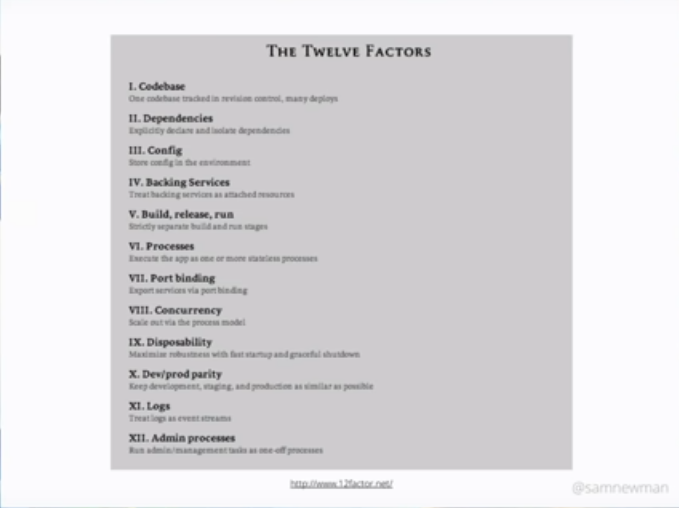 THE TWELVE FACTORS
I. Codebase
One codebase tracked in revision control, many deploys
II. Dependencies
Explicitly declare and isolate dependencies
III. Config
Store config in the environment
IV. Backing Services
Treat backing services as attached resources
V. Build, release, run
Strictly separate build and run stages
VI. Processes
Execute the app as one or more stateless processes
VII. Port binding
Export services via port binding
VIII. Concurrency
Scale out via the process model
IX. Disposability
Maximize robustness with fast startup and graceful shutdown
X. Dev/prod parity
Keep development, staging, and production as similar as possible
XI. Logs
Treat logs as event streams
XII. Admin processes
Run admin/management tasks as one-off processes
http://www.12factor.net/
@samnewman